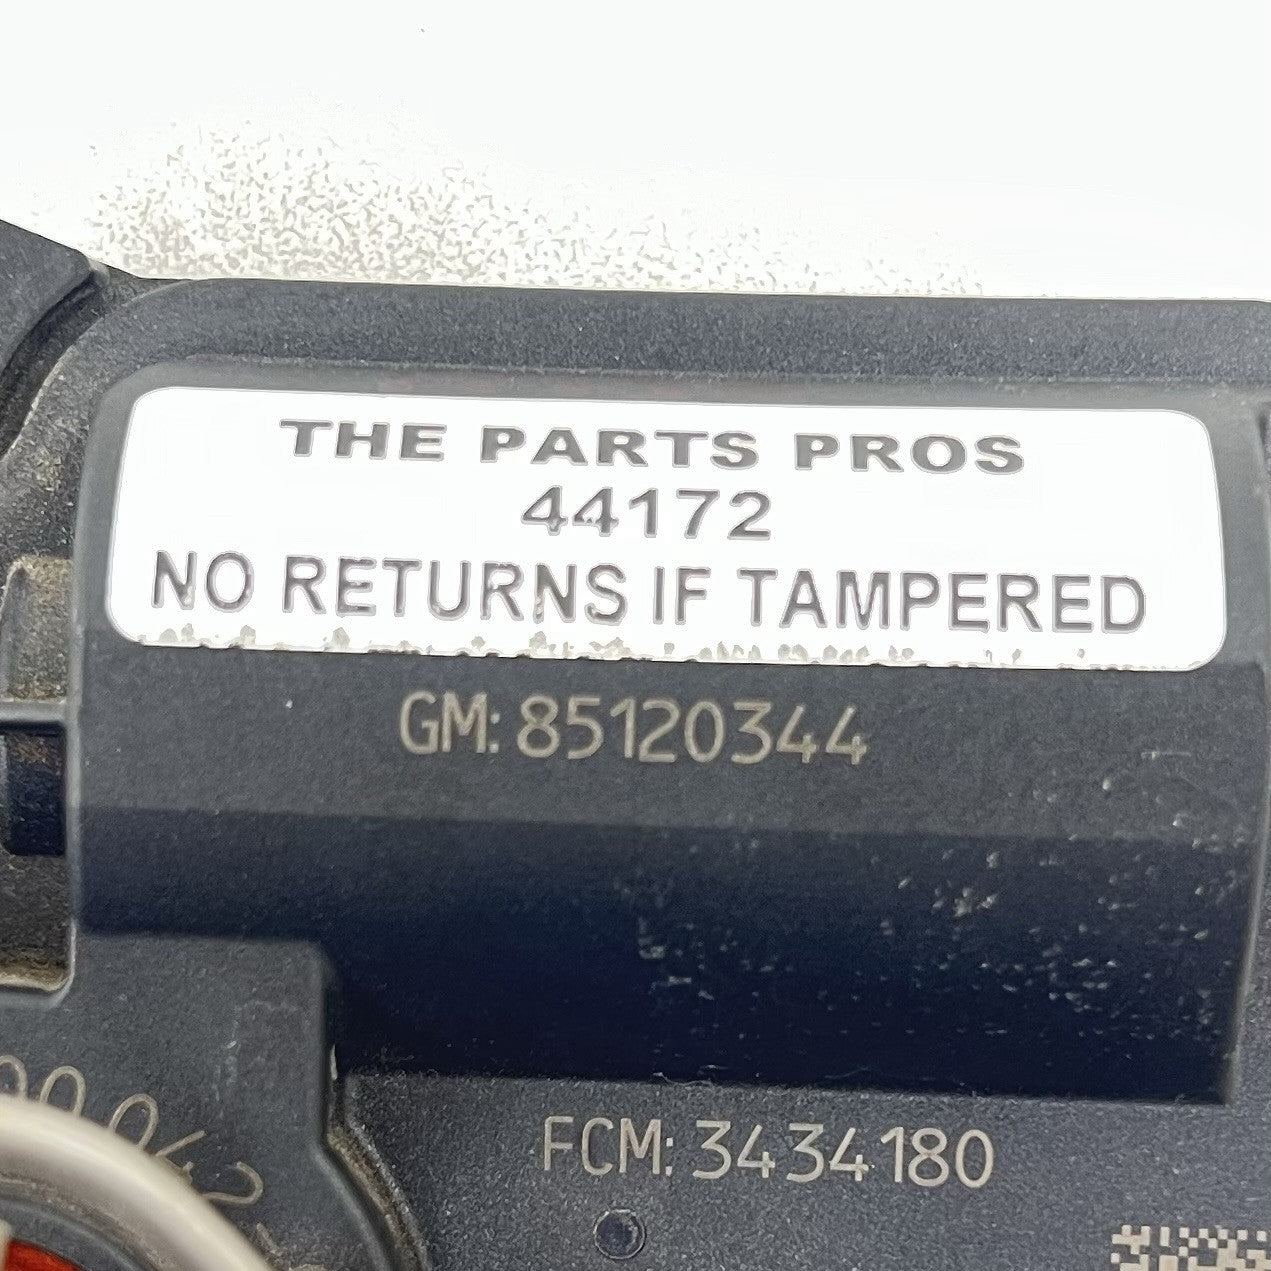 THE PARTS PROS
44172
NO RETURNS IF TAMPERED
GM: 85120344
FCM: 3434180